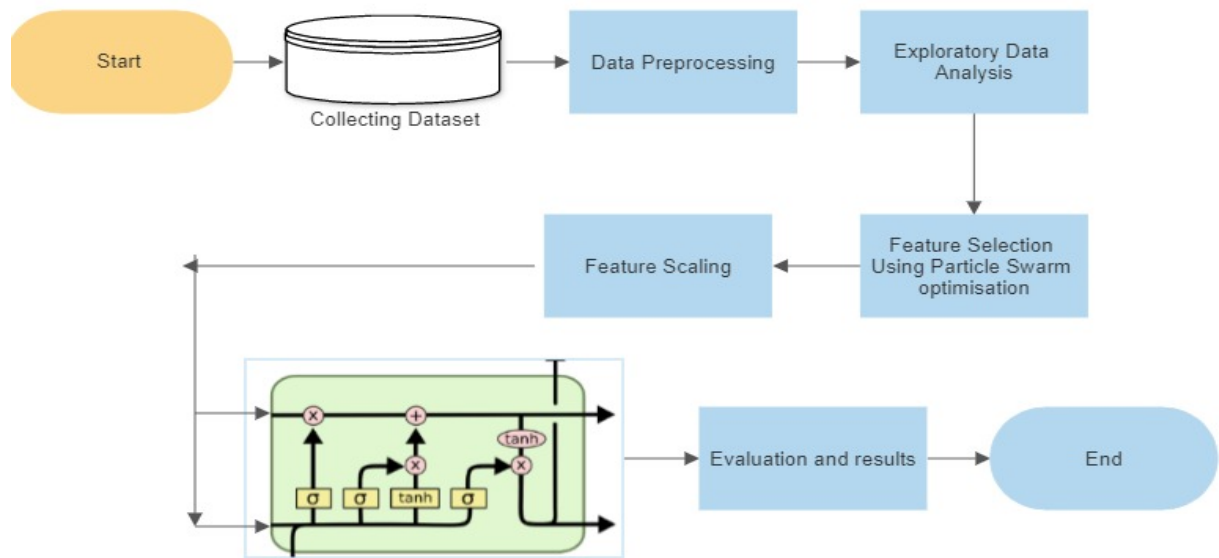 Start
Collecting Dataset
Data Preprocessing
Exploratory Data
Analysis
Feature Selection
Using Particle Swarm
optimisation
Feature Scaling
x
+
tanh
x
x
σ
σ
tanh
σ
Evaluation and results
End